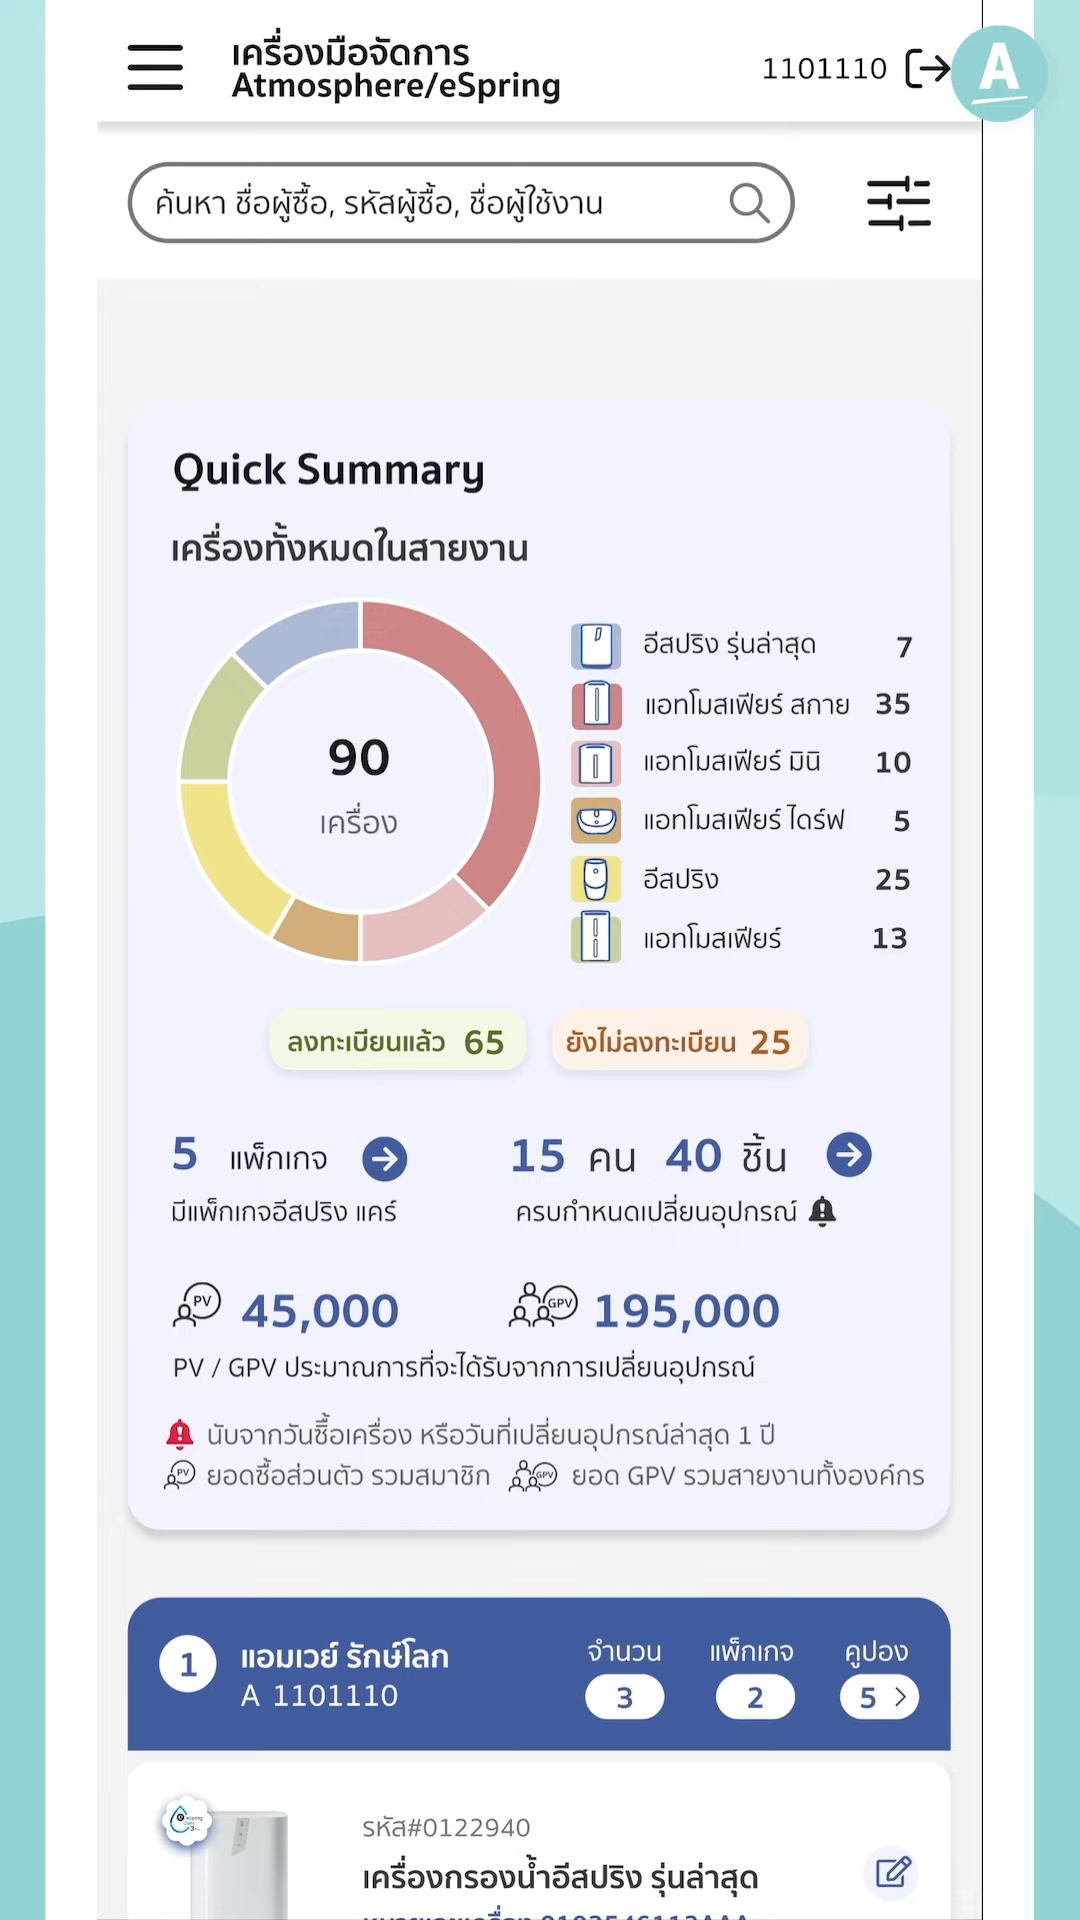 เครื่องมือจัดการ
Atmosphere/eSpring
1101110
A
ค้นหา ชื่อผู้ซื้อ, รหัสผู้ซื้อ, ชื่อผู้ใช้งาน
Quick Summary
เครื่องทั้งหมดในสายงาน
90
เครื่อง
อีสปริง รุ่นล่าสุด 7
แอทโมสเฟียร์ สกาย 35
แอทโมสเฟียร์ มินิ 10
แอทโมสเฟียร์ ไดร์ฟ 5
อีสปริง 25
แอทโมสเฟียร์ 13
ลงทะเบียนแล้ว 65
ยังไม่ลงทะเบียน 25
5 แพ็กเกจ
มีแพ็กเกจอีสปริง แคร์
15 คน 40 ชิ้น
ครบกำหนดเปลี่ยนอุปกรณ์
PV 45,000
GPV 195,000
PV / GPV ประมาณการที่จะได้รับจากการเปลี่ยนอุปกรณ์
นับจากวันซื้อเครื่อง หรือวันที่เปลี่ยนอุปกรณ์ล่าสุด 1 ปี
PV ยอดซื้อส่วนตัว รวมสมาชิก
GPV ยอด GPV รวมสายงานทั้งองค์กร
1
แอมเวย์ รักษ์โลก
A 1101110
จำนวน
3
แพ็กเกจ
2
คูปอง
5
รหัส#0122940
เครื่องกรองน้ำอีสปริง รุ่นล่าสุด